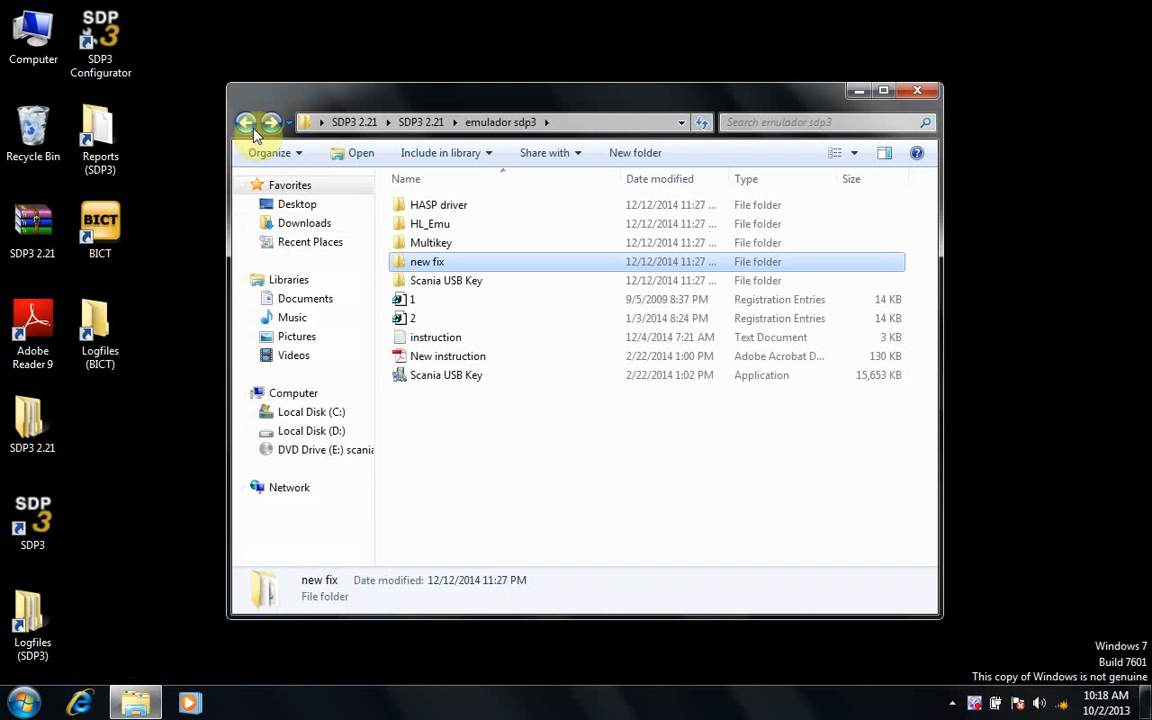 Computer
SDP3
Configurator
Recycle Bin
Reports
(SDP3)
SDP3 2.21
BICT
BICT
Adobe
Reader 9
Logfiles
(BICT)
SDP3 2.21
SDP
3
SDP3
Logfiles
(SDP3)
SDP
3
SDP3 2.21 SDP3 2.21 emulador sdp3
Search emulador sdp3
Organize Open Include in library Share with New folder
Favorites
Desktop
Downloads
Recent Places
Libraries
Documents
Music
Pictures
Videos
Computer
Local Disk (C:)
Local Disk (D:)
DVD Drive (E:) scania
Network
Name Date modified Type Size
HASP driver 12/12/2014 11:27 ... File folder
HL_Emu 12/12/2014 11:27 ... File folder
Multikey 12/12/2014 11:27 ... File folder
new fix 12/12/2014 11:27 ... File folder
Scania USB Key 12/12/2014 11:27 ... File folder
1 9/5/2009 8:37 PM Registration Entries 14 KB
2 1/3/2014 8:24 PM Registration Entries 14 KB
instruction 12/4/2014 7:21 AM Text Document 3 KB
New instruction 2/22/2014 1:00 PM Adobe Acrobat D... 130 KB
Scania USB Key 2/22/2014 1:02 PM Application 15,653 KB
new fix Date modified: 12/12/2014 11:27 PM
File folder
Windows 7
Build 7601
This copy of Windows is not genuine
10:18 AM
10/2/2013